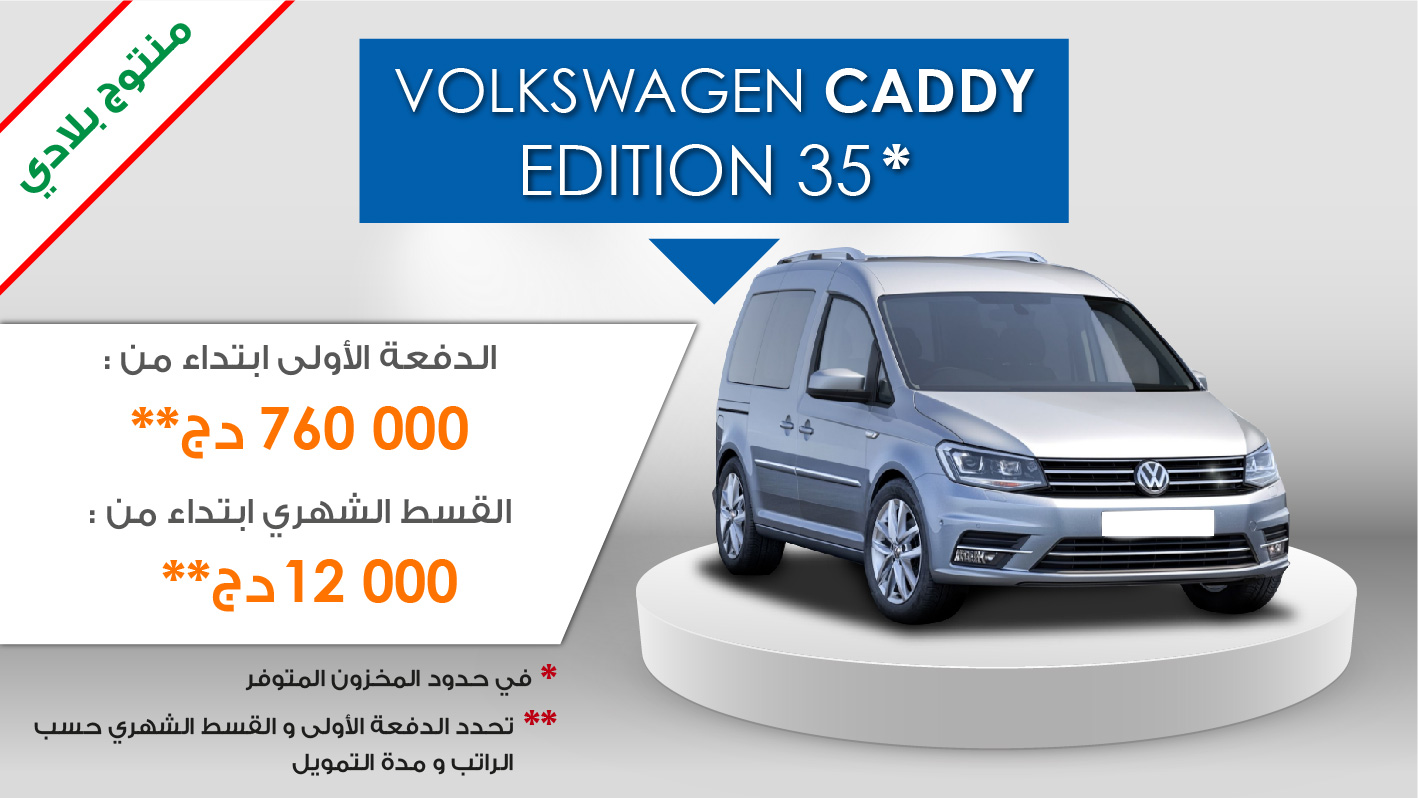 منتوج بلادي
VOLKSWAGEN CADDY
EDITION 35*
الدفعة الأولى ابتداء من :
760 000 دج**
القسط الشهري ابتداء من :
12 000 دج**
* في حدود المخزون المتوفر
** تحدد الدفعة الأولى و القسط الشهري حسب
الراتب و مدة التمويل